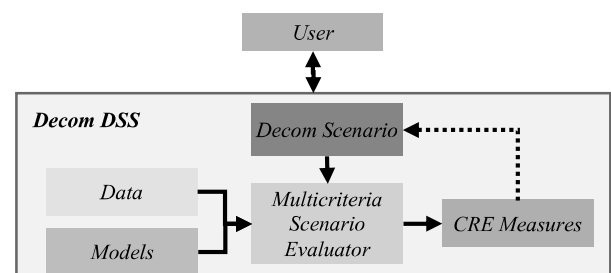 User
Decom DSS
Decom Scenario
Data
Multicriteria
Scenario
Evaluator
CRE Measures
Models